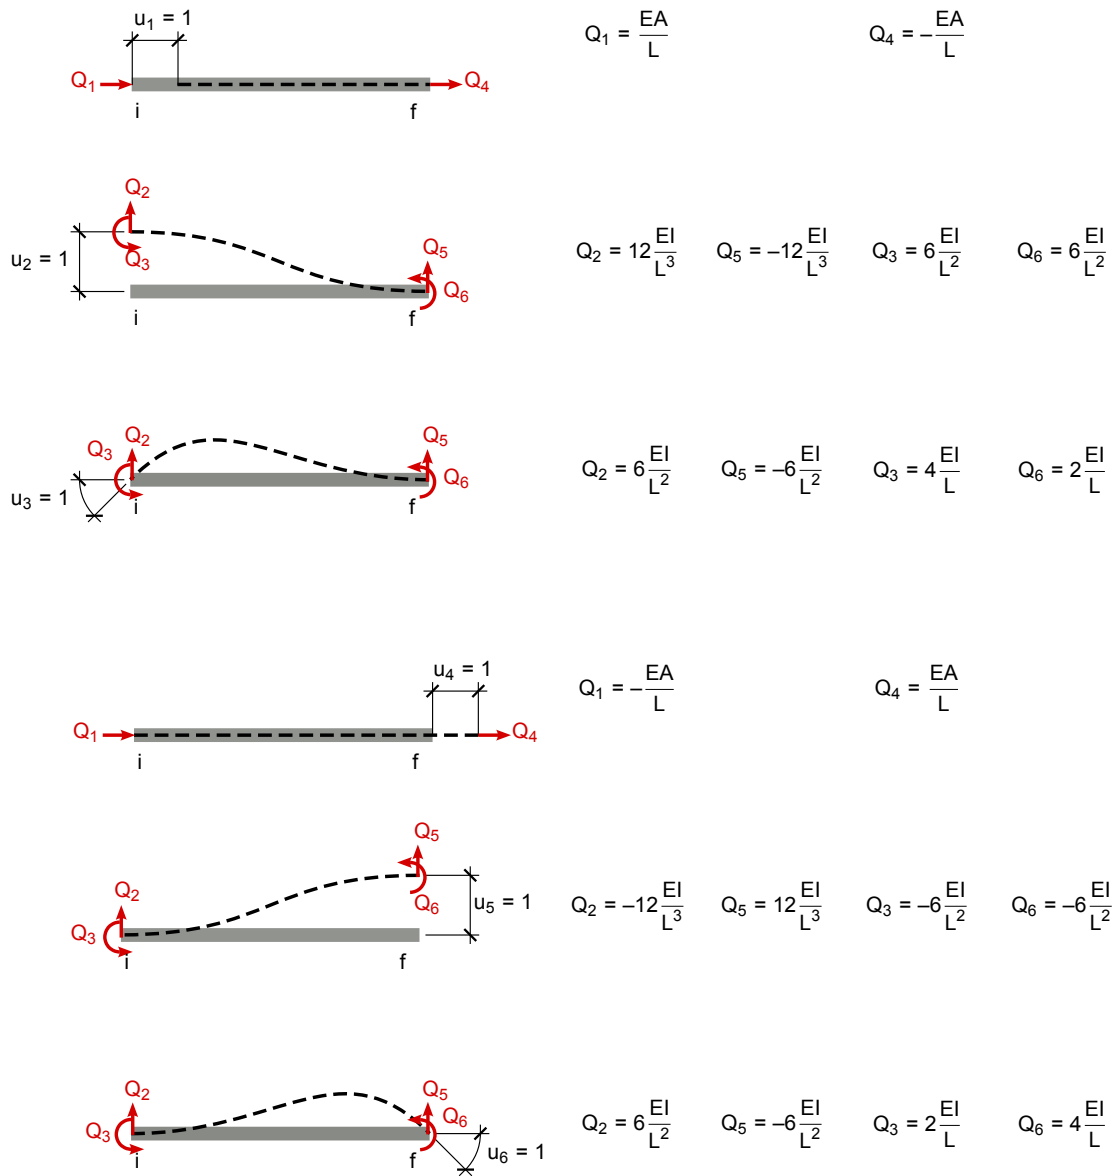 u₁ = 1
Q₁ = EA/L Q₄ = –EA/L
Q₁ Q₄
i f
Q₂
Q₃
u₂ = 1
Q₅
Q₆
i f
Q₂ = 12 EI/L³ Q₅ = –12 EI/L³ Q₃ = 6 EI/L² Q₆ = 6 EI/L²
Q₃ Q₂ Q₅
Q₆
u₃ = 1
i f
Q₂ = 6 EI/L² Q₅ = –6 EI/L² Q₃ = 4 EI/L Q₆ = 2 EI/L
u₄ = 1
Q₁ = –EA/L Q₄ = EA/L
Q₁ Q₄
i f
Q₅
Q₂ Q₆
u₅ = 1
Q₃
i f
Q₂ = –12 EI/L³ Q₅ = 12 EI/L³ Q₃ = –6 EI/L² Q₆ = –6 EI/L²
Q₂ Q₅
Q₃ Q₆
i f
u₆ = 1
Q₂ = 6 EI/L² Q₅ = –6 EI/L² Q₃ = 2 EI/L Q₆ = 4 EI/L